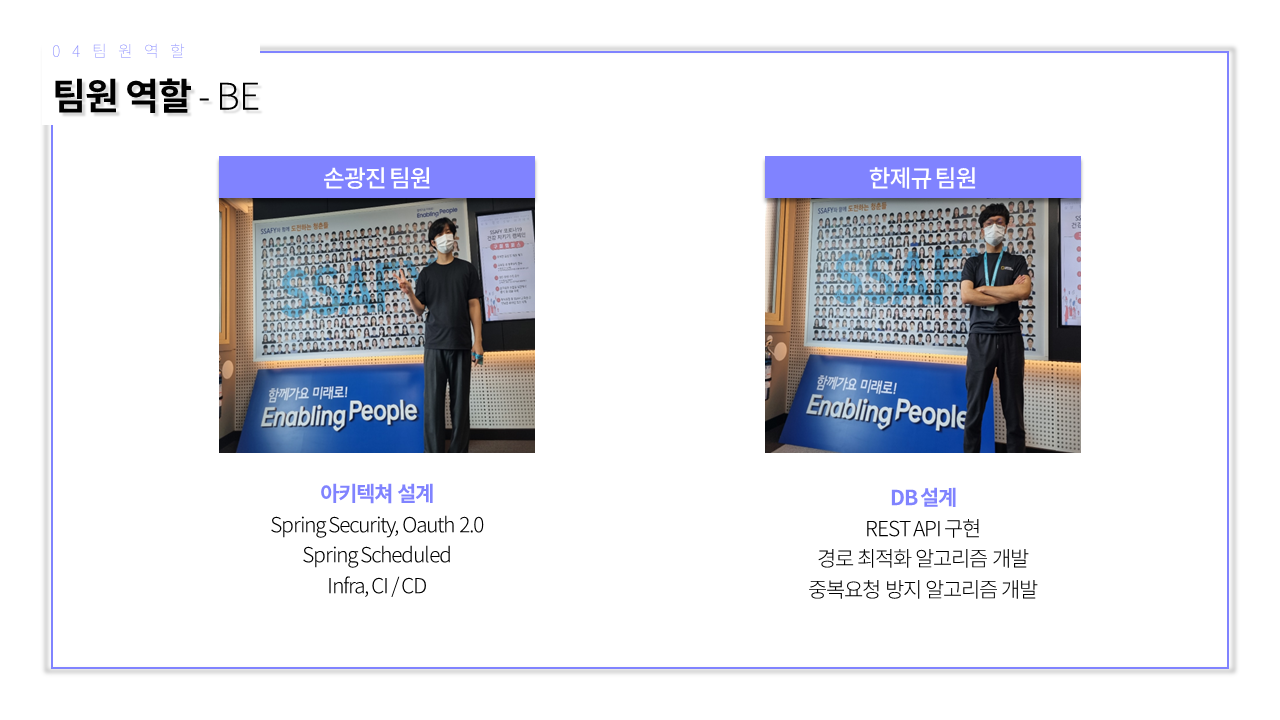 04팀원역할
팀원 역할 - BE
손광진 팀원
SSAFY와 함께 도전하는 청춘들
Enabling People
SSAFY
함께가요 미래로!
Enabling People
아키텍쳐 설계
Spring Security, Oauth 2.0
Spring Scheduled
Infra, CI / CD
한제규 팀원
SSAFY와 함께 도전하는 청춘들
SSAFY
함께가요 미래로!
Enabling People
DB 설계
REST API 구현
경로 최적화 알고리즘 개발
중복요청 방지 알고리즘 개발